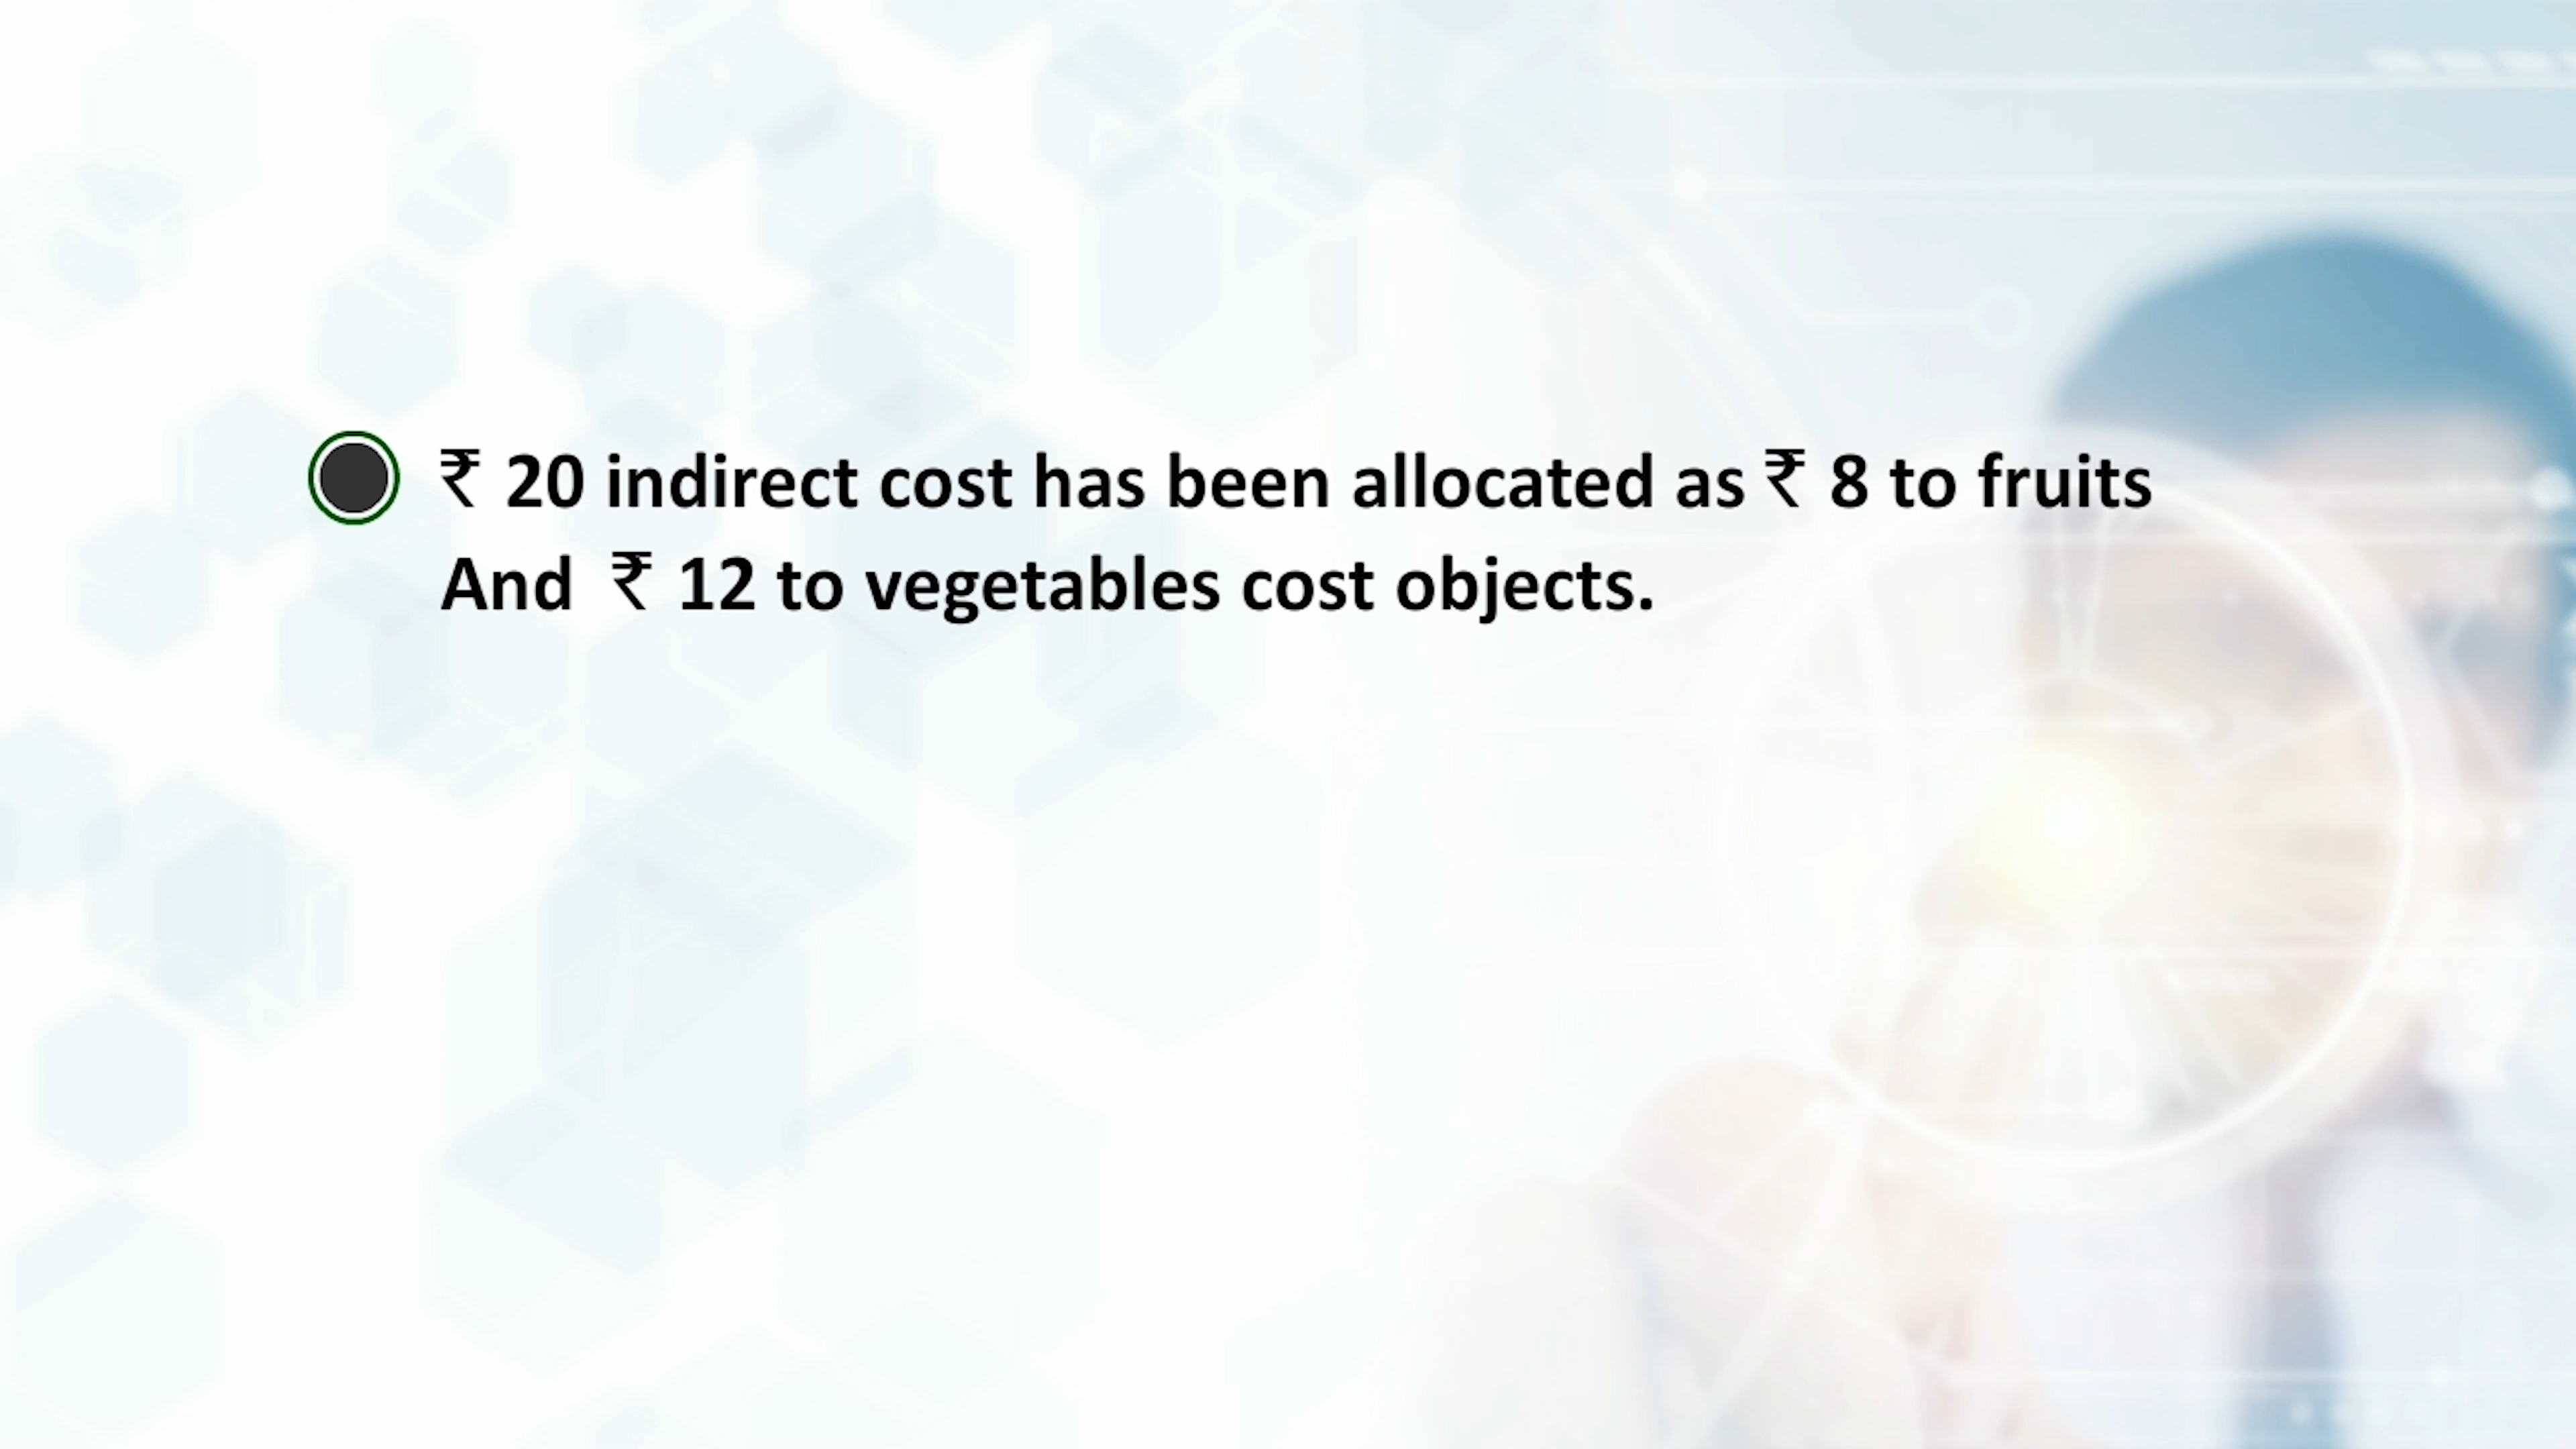 ₹ 20 indirect cost has been allocated as ₹ 8 to fruits
And ₹ 12 to vegetables cost objects.